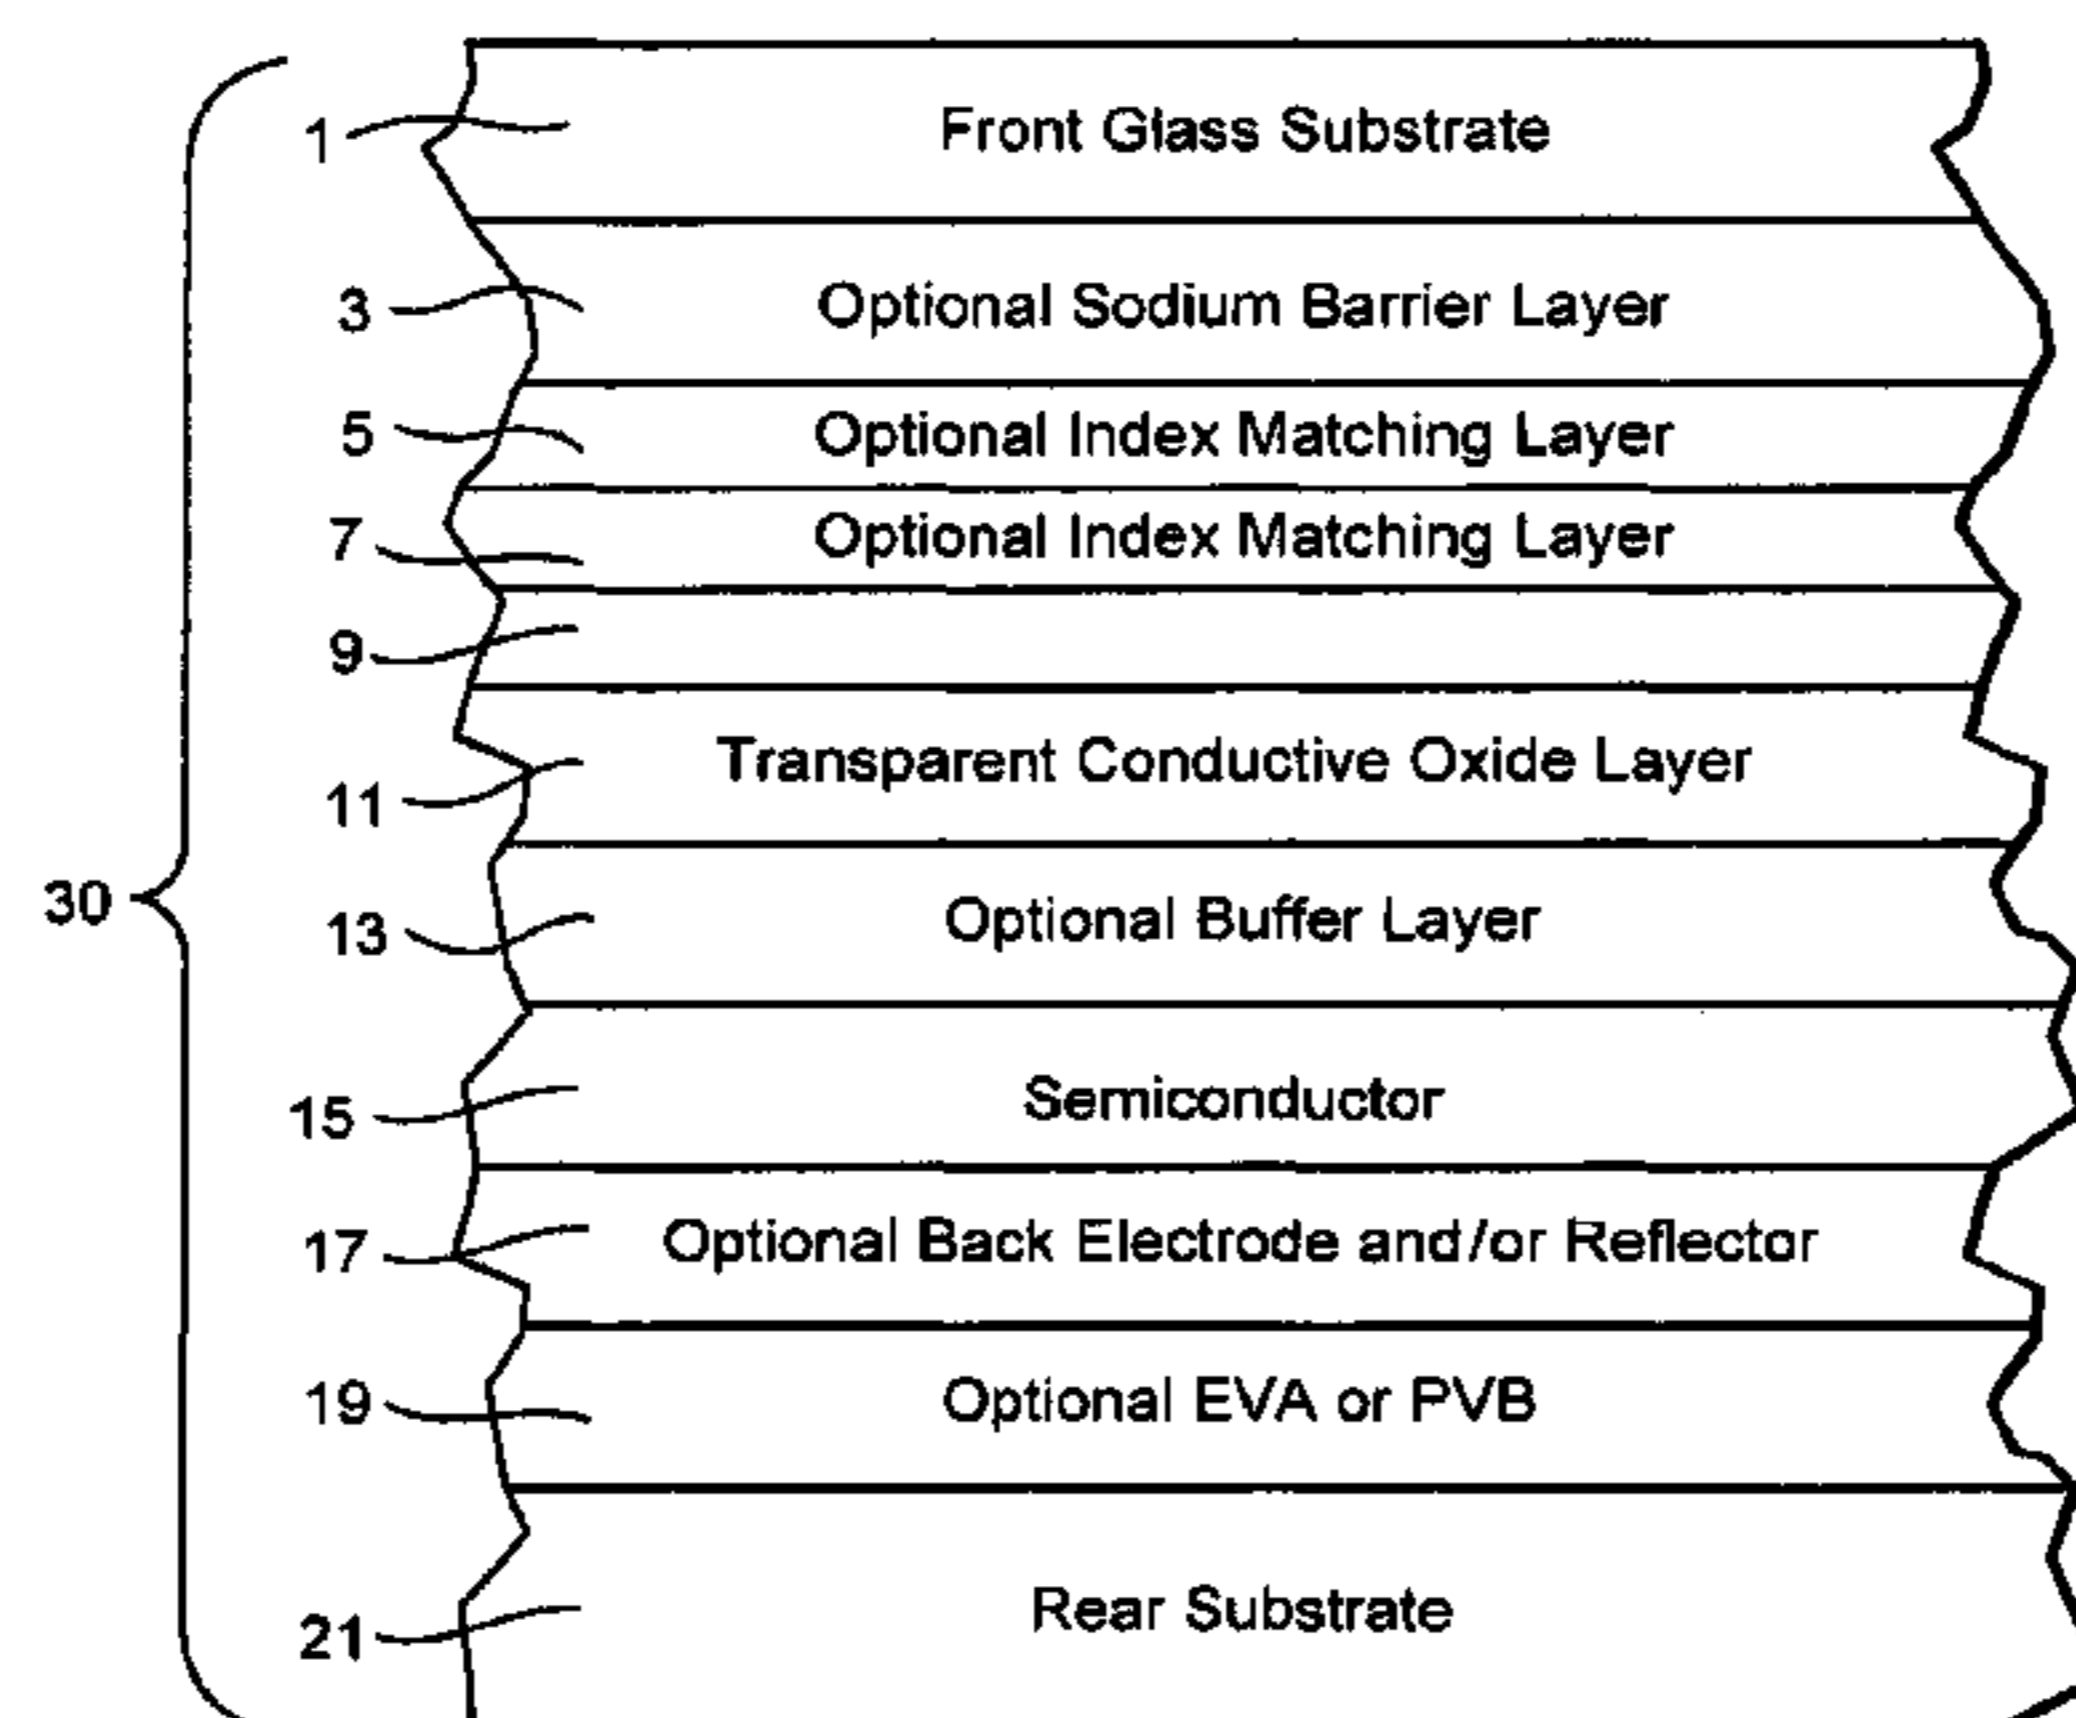 1 Front Glass Substrate
3 Optional Sodium Barrier Layer
5 Optional Index Matching Layer
7 Optional Index Matching Layer
9
11 Transparent Conductive Oxide Layer
30
13 Optional Buffer Layer
15 Semiconductor
17 Optional Back Electrode and/or Reflector
19 Optional EVA or PVB
21 Rear Substrate